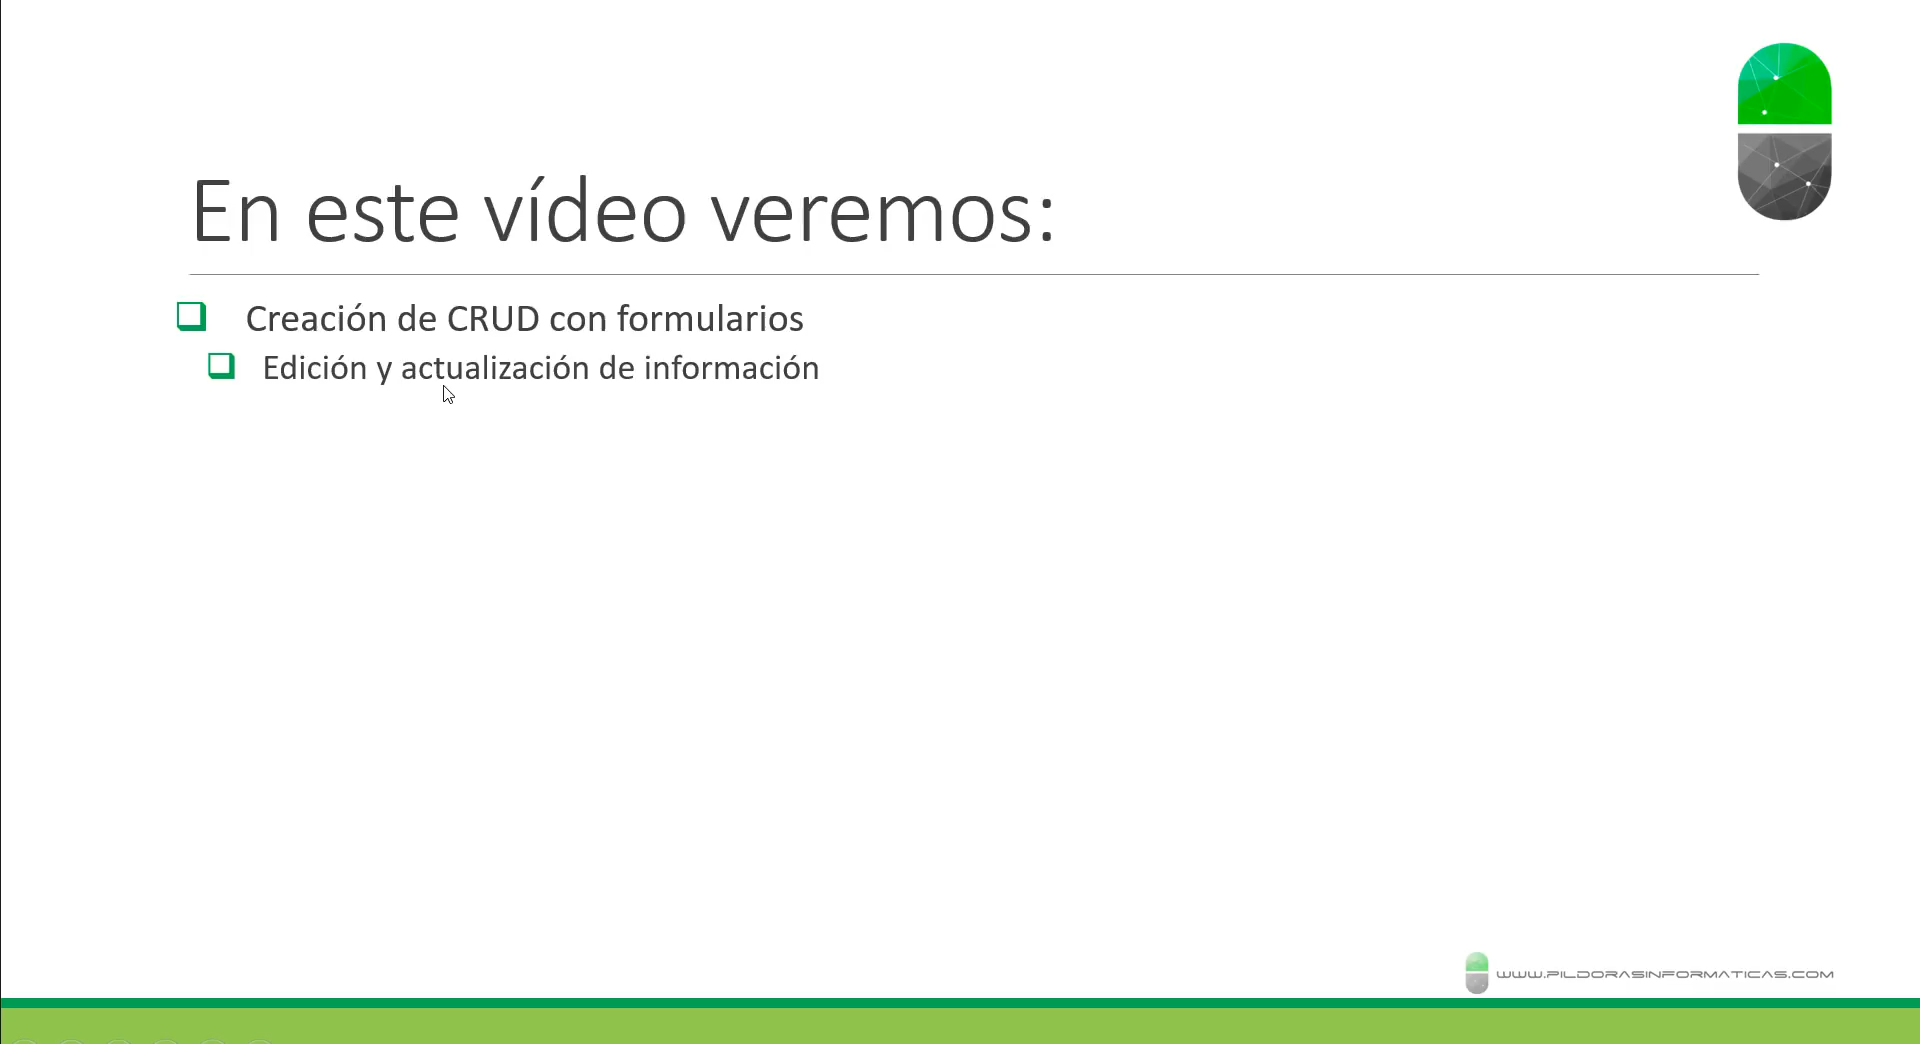 En este vídeo veremos:
Creación de CRUD con formularios
Edición y actualización de información
WWW.PILDORASINFORMATICAS.COM